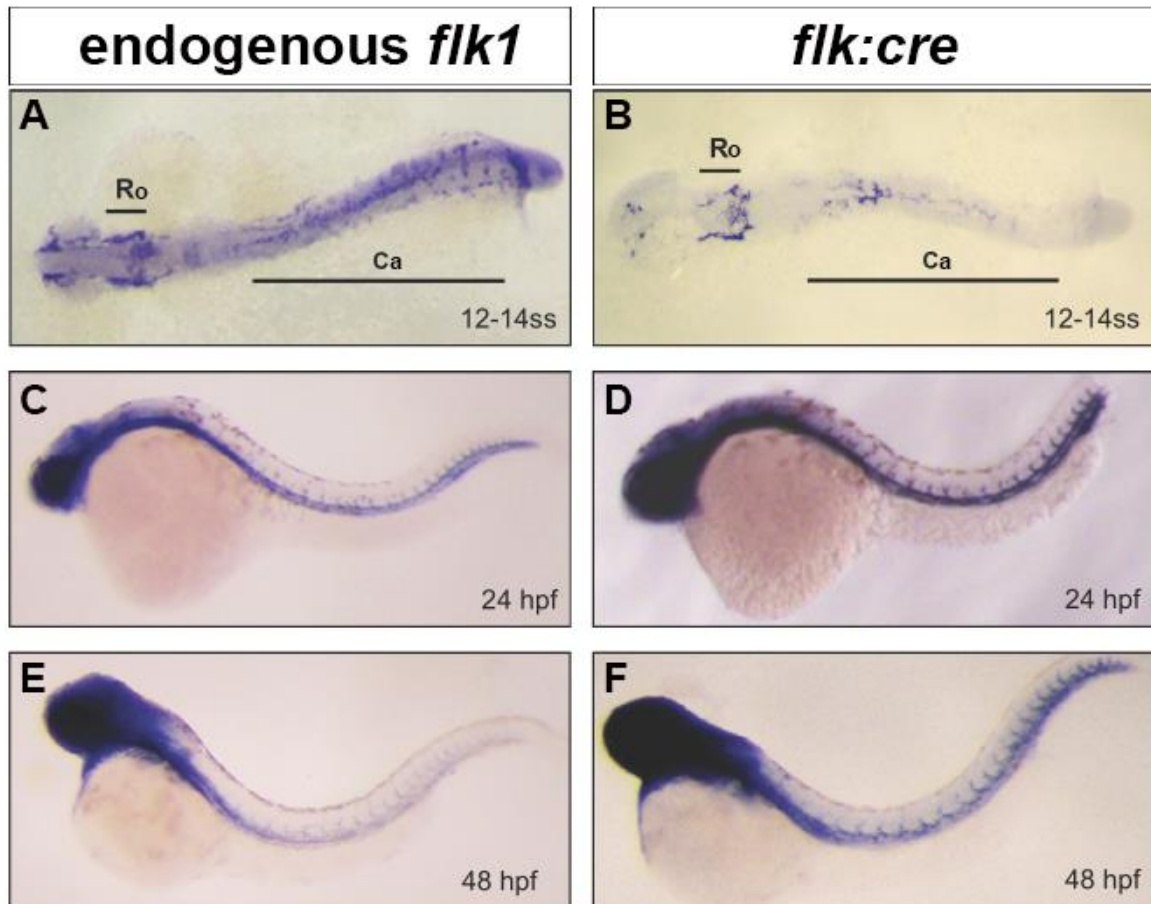 endogenous flk1
flk:cre
A
Ro
Ca
12-14ss
B
Ro
Ca
12-14ss
C
24 hpf
D
24 hpf
E
48 hpf
F
48 hpf